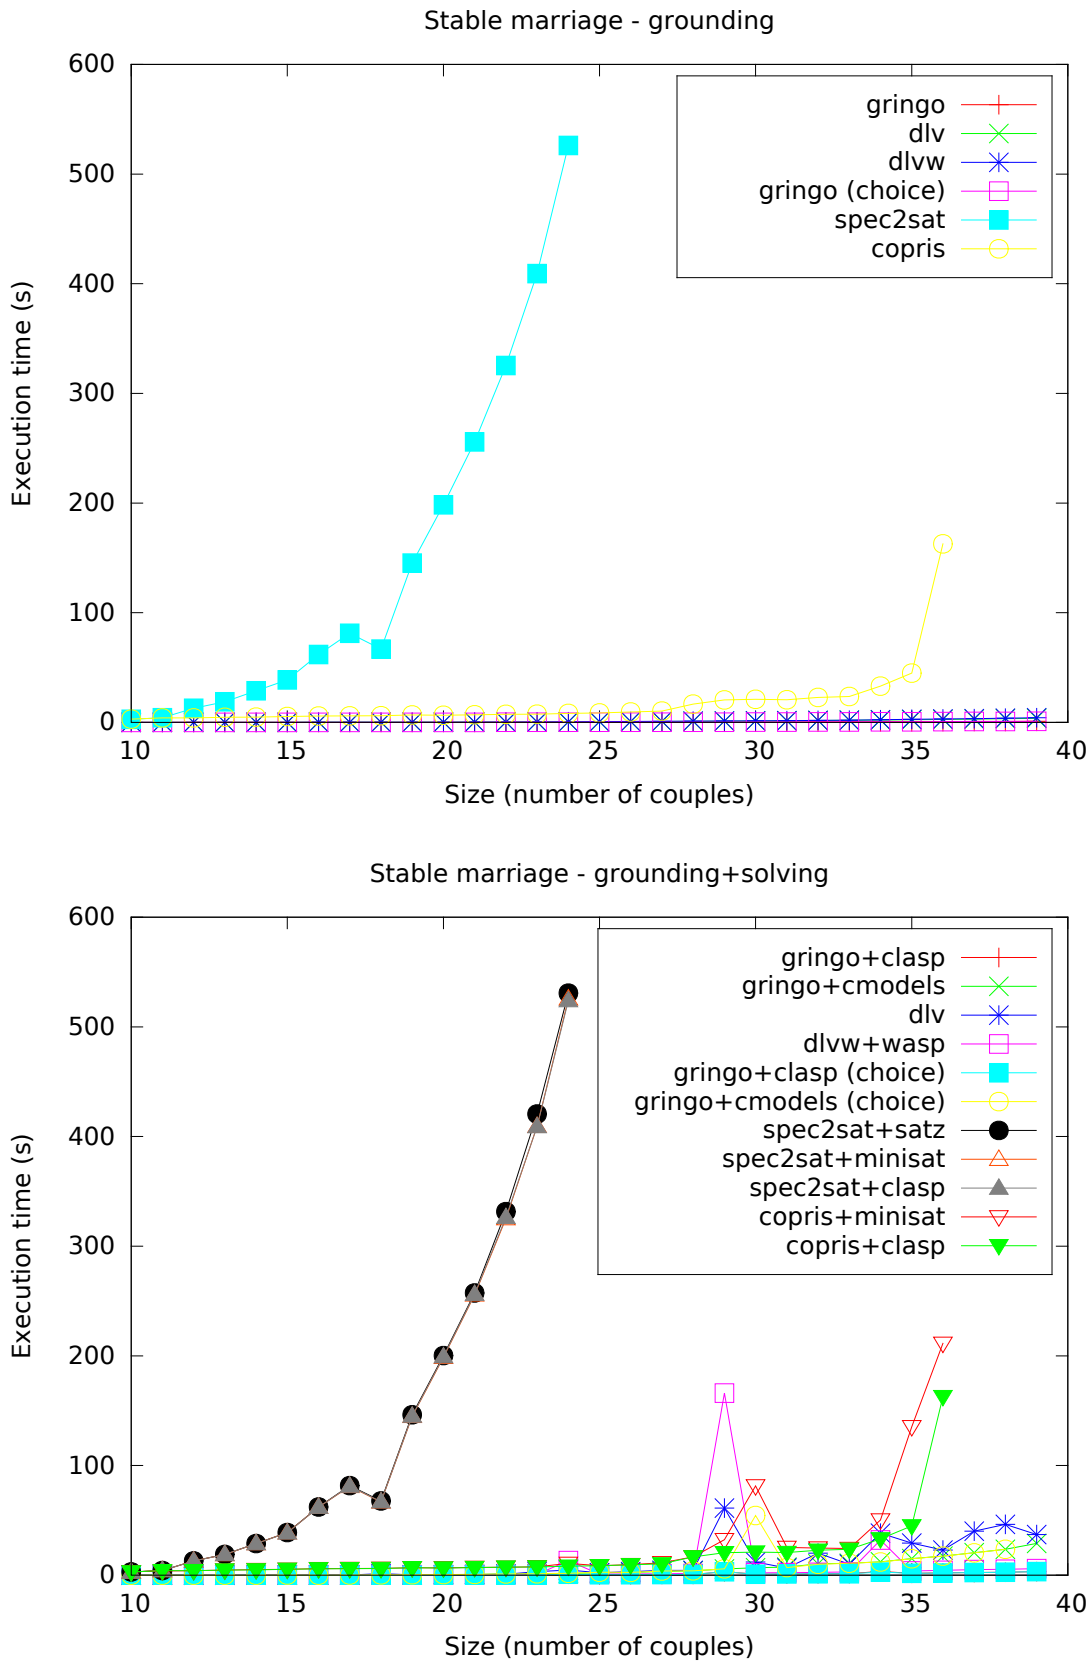 Stable marriage - grounding
600
500
400
300
200
100
0
10 15 20 25 30 35 40
Execution time (s)
Size (number of couples)
gringo
dlv
dlvw
gringo (choice)
spec2sat
copris
Stable marriage - grounding+solving
600
500
400
300
200
100
0
10 15 20 25 30 35 40
Execution time (s)
Size (number of couples)
gringo+clasp
gringo+cmodels
dlv
dlvw+wasp
gringo+clasp (choice)
gringo+cmodels (choice)
spec2sat+satz
spec2sat+minisat
spec2sat+clasp
copris+minisat
copris+clasp